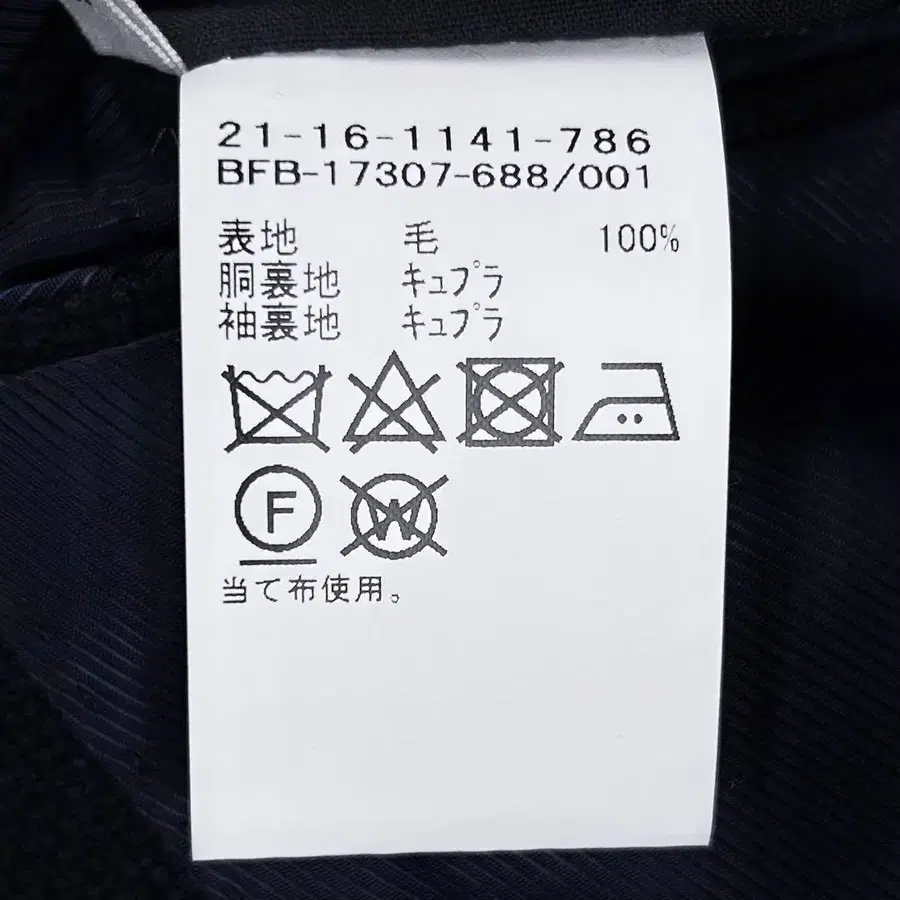 21-16-1141-786
BFB-17307-688/001
表地 毛 100%
胴裏地 キュプラ
袖裏地 キュプラ
F W
当て布使用。